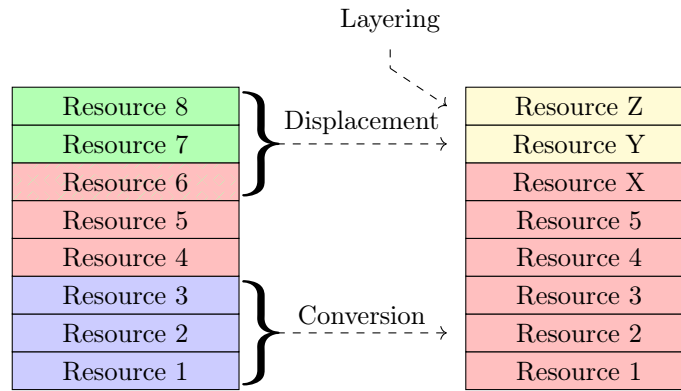 Layering
Resource 8
Resource 7
Resource 6
Resource 5
Resource 4
Resource 3
Resource 2
Resource 1
Displacement
Conversion
Resource Z
Resource Y
Resource X
Resource 5
Resource 4
Resource 3
Resource 2
Resource 1